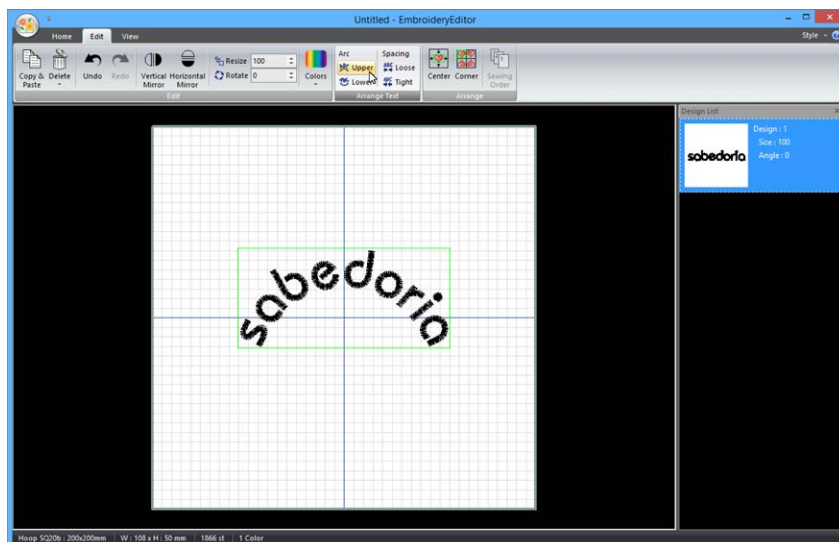 Untitled - EmbroideryEditor
Home Edit View Style
Copy & Paste Delete Undo Redo Vertical Mirror Horizontal Mirror
Resize 100
Rotate 0
Colors
Edit
Arc Spacing
Upper Loose
Lower Tight
Arrange Text
Center Corner Sewing Order
Arrange
Design List
sabedoria
Design : 1
Size : 100
Angle : 0
sabedoria
Hoop SQ20b : 200x200mm W : 108 x H : 50 mm 1866 st 1 Color